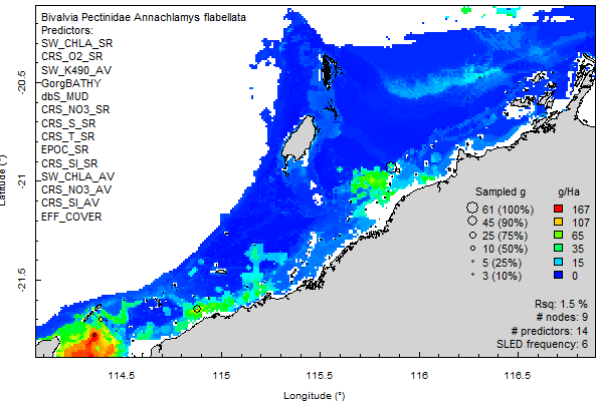 Bivalvia Pectinidae Annachlamys flabellata
Predictors:
SW_CHLA_SR
CRS_O2_SR
SW_K490_AV
GorgBATHY
dbS_MUD
CRS_NO3_SR
CRS_S_SR
CRS_T_SR
EPOC_SR
CRS_SI_SR
SW_CHLA_AV
CRS_NO3_AV
CRS_SI_AV
EFF_COVER
-20.5
-21
-21.5
Latitude (°)
Sampled g g/Ha
61 (100%) 167
45 (90%) 107
25 (75%) 65
10 (50%) 35
5 (25%) 15
3 (10%) 0
Rsq: 1.5 %
# nodes: 9
# predictors: 14
SLED frequency: 6
114.5 115 115.5 116 116.5
Longitude (°)